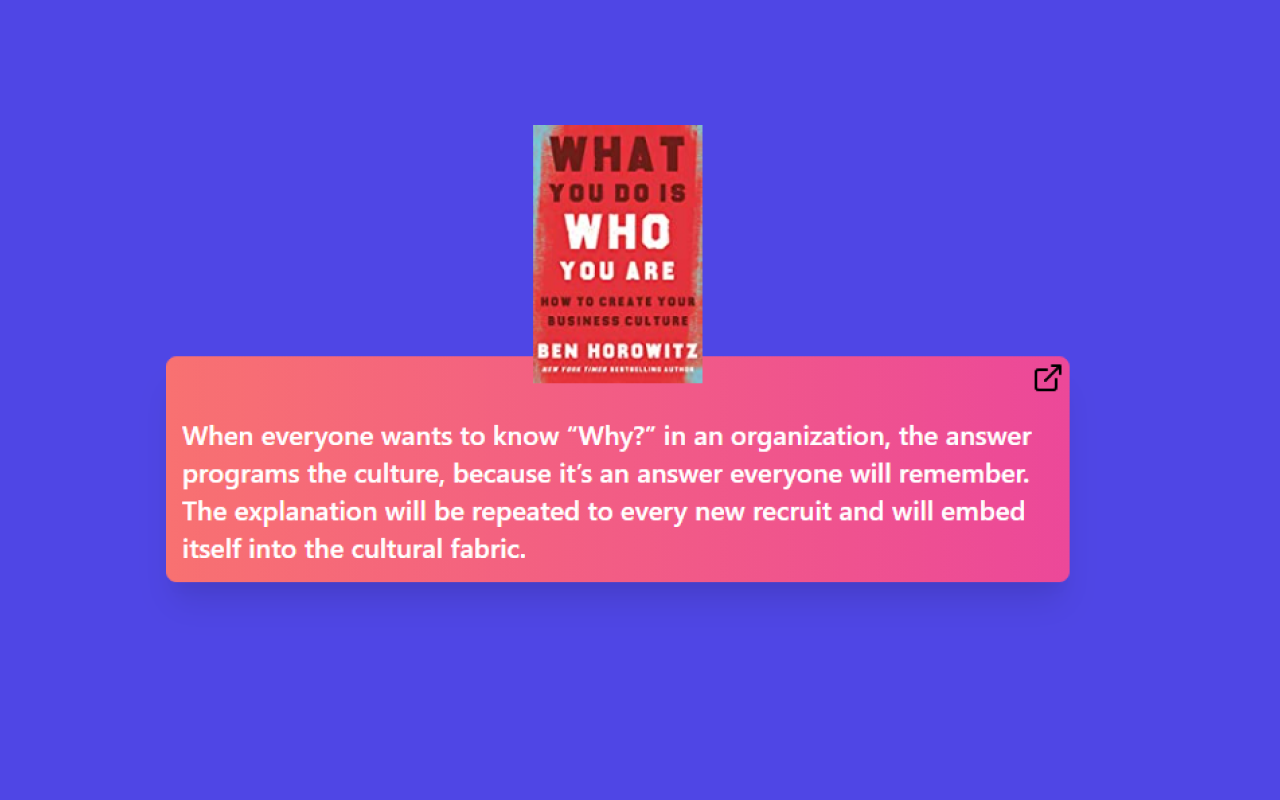 WHAT
YOU DO IS
WHO
YOU ARE
HOW TO CREATE YOUR
BUSINESS CULTURE
BEN HOROWITZ
NEW YORK TIMES BESTSELLING AUTHOR
When everyone wants to know “Why?” in an organization, the answer
programs the culture, because it’s an answer everyone will remember.
The explanation will be repeated to every new recruit and will embed
itself into the cultural fabric.